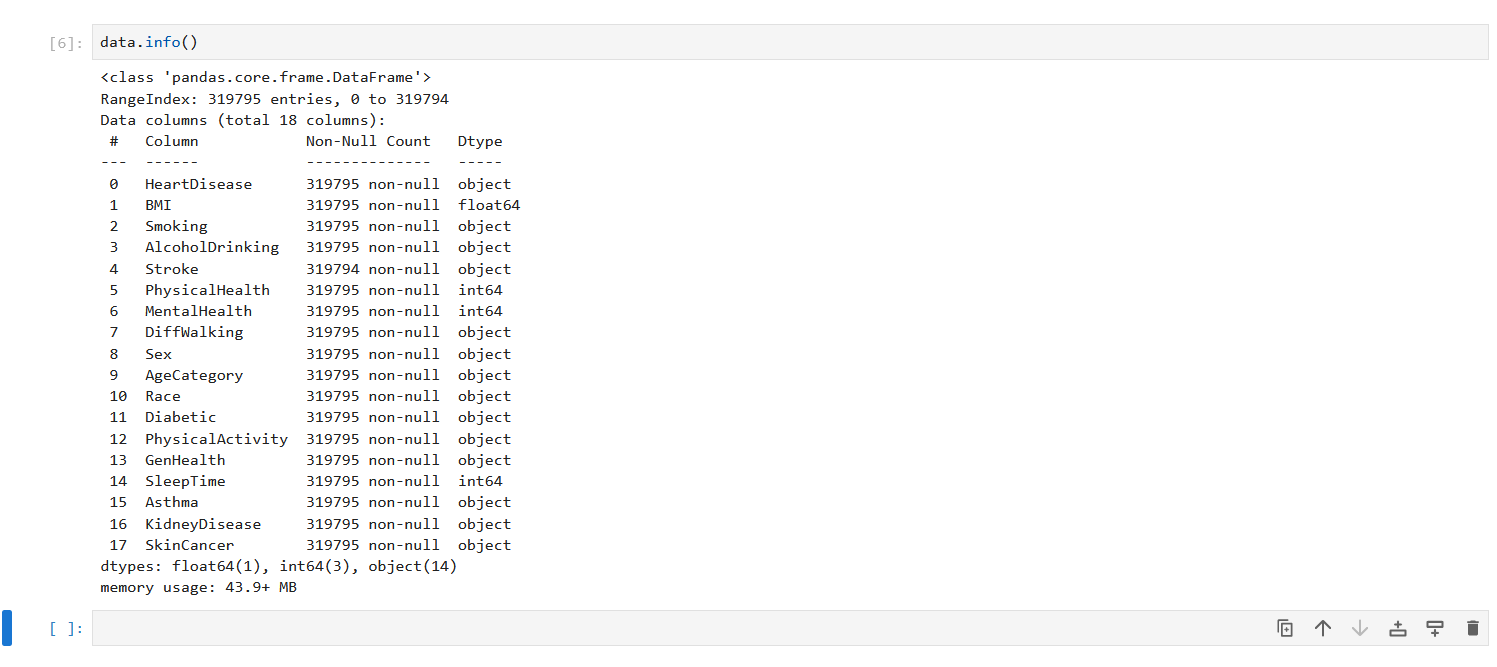 [6]: data.info()
<class 'pandas.core.frame.DataFrame'>
RangeIndex: 319795 entries, 0 to 319794
Data columns (total 18 columns):
 #   Column            Non-Null Count   Dtype
---  ------            --------------   -----
 0   HeartDisease      319795 non-null  object
 1   BMI               319795 non-null  float64
 2   Smoking           319795 non-null  object
 3   AlcoholDrinking   319795 non-null  object
 4   Stroke            319794 non-null  object
 5   PhysicalHealth    319795 non-null  int64
 6   MentalHealth      319795 non-null  int64
 7   DiffWalking       319795 non-null  object
 8   Sex               319795 non-null  object
 9   AgeCategory       319795 non-null  object
 10  Race              319795 non-null  object
 11  Diabetic          319795 non-null  object
 12  PhysicalActivity  319795 non-null  object
 13  GenHealth         319795 non-null  object
 14  SleepTime         319795 non-null  int64
 15  Asthma            319795 non-null  object
 16  KidneyDisease     319795 non-null  object
 17  SkinCancer        319795 non-null  object
dtypes: float64(1), int64(3), object(14)
memory usage: 43.9+ MB
[ ]: